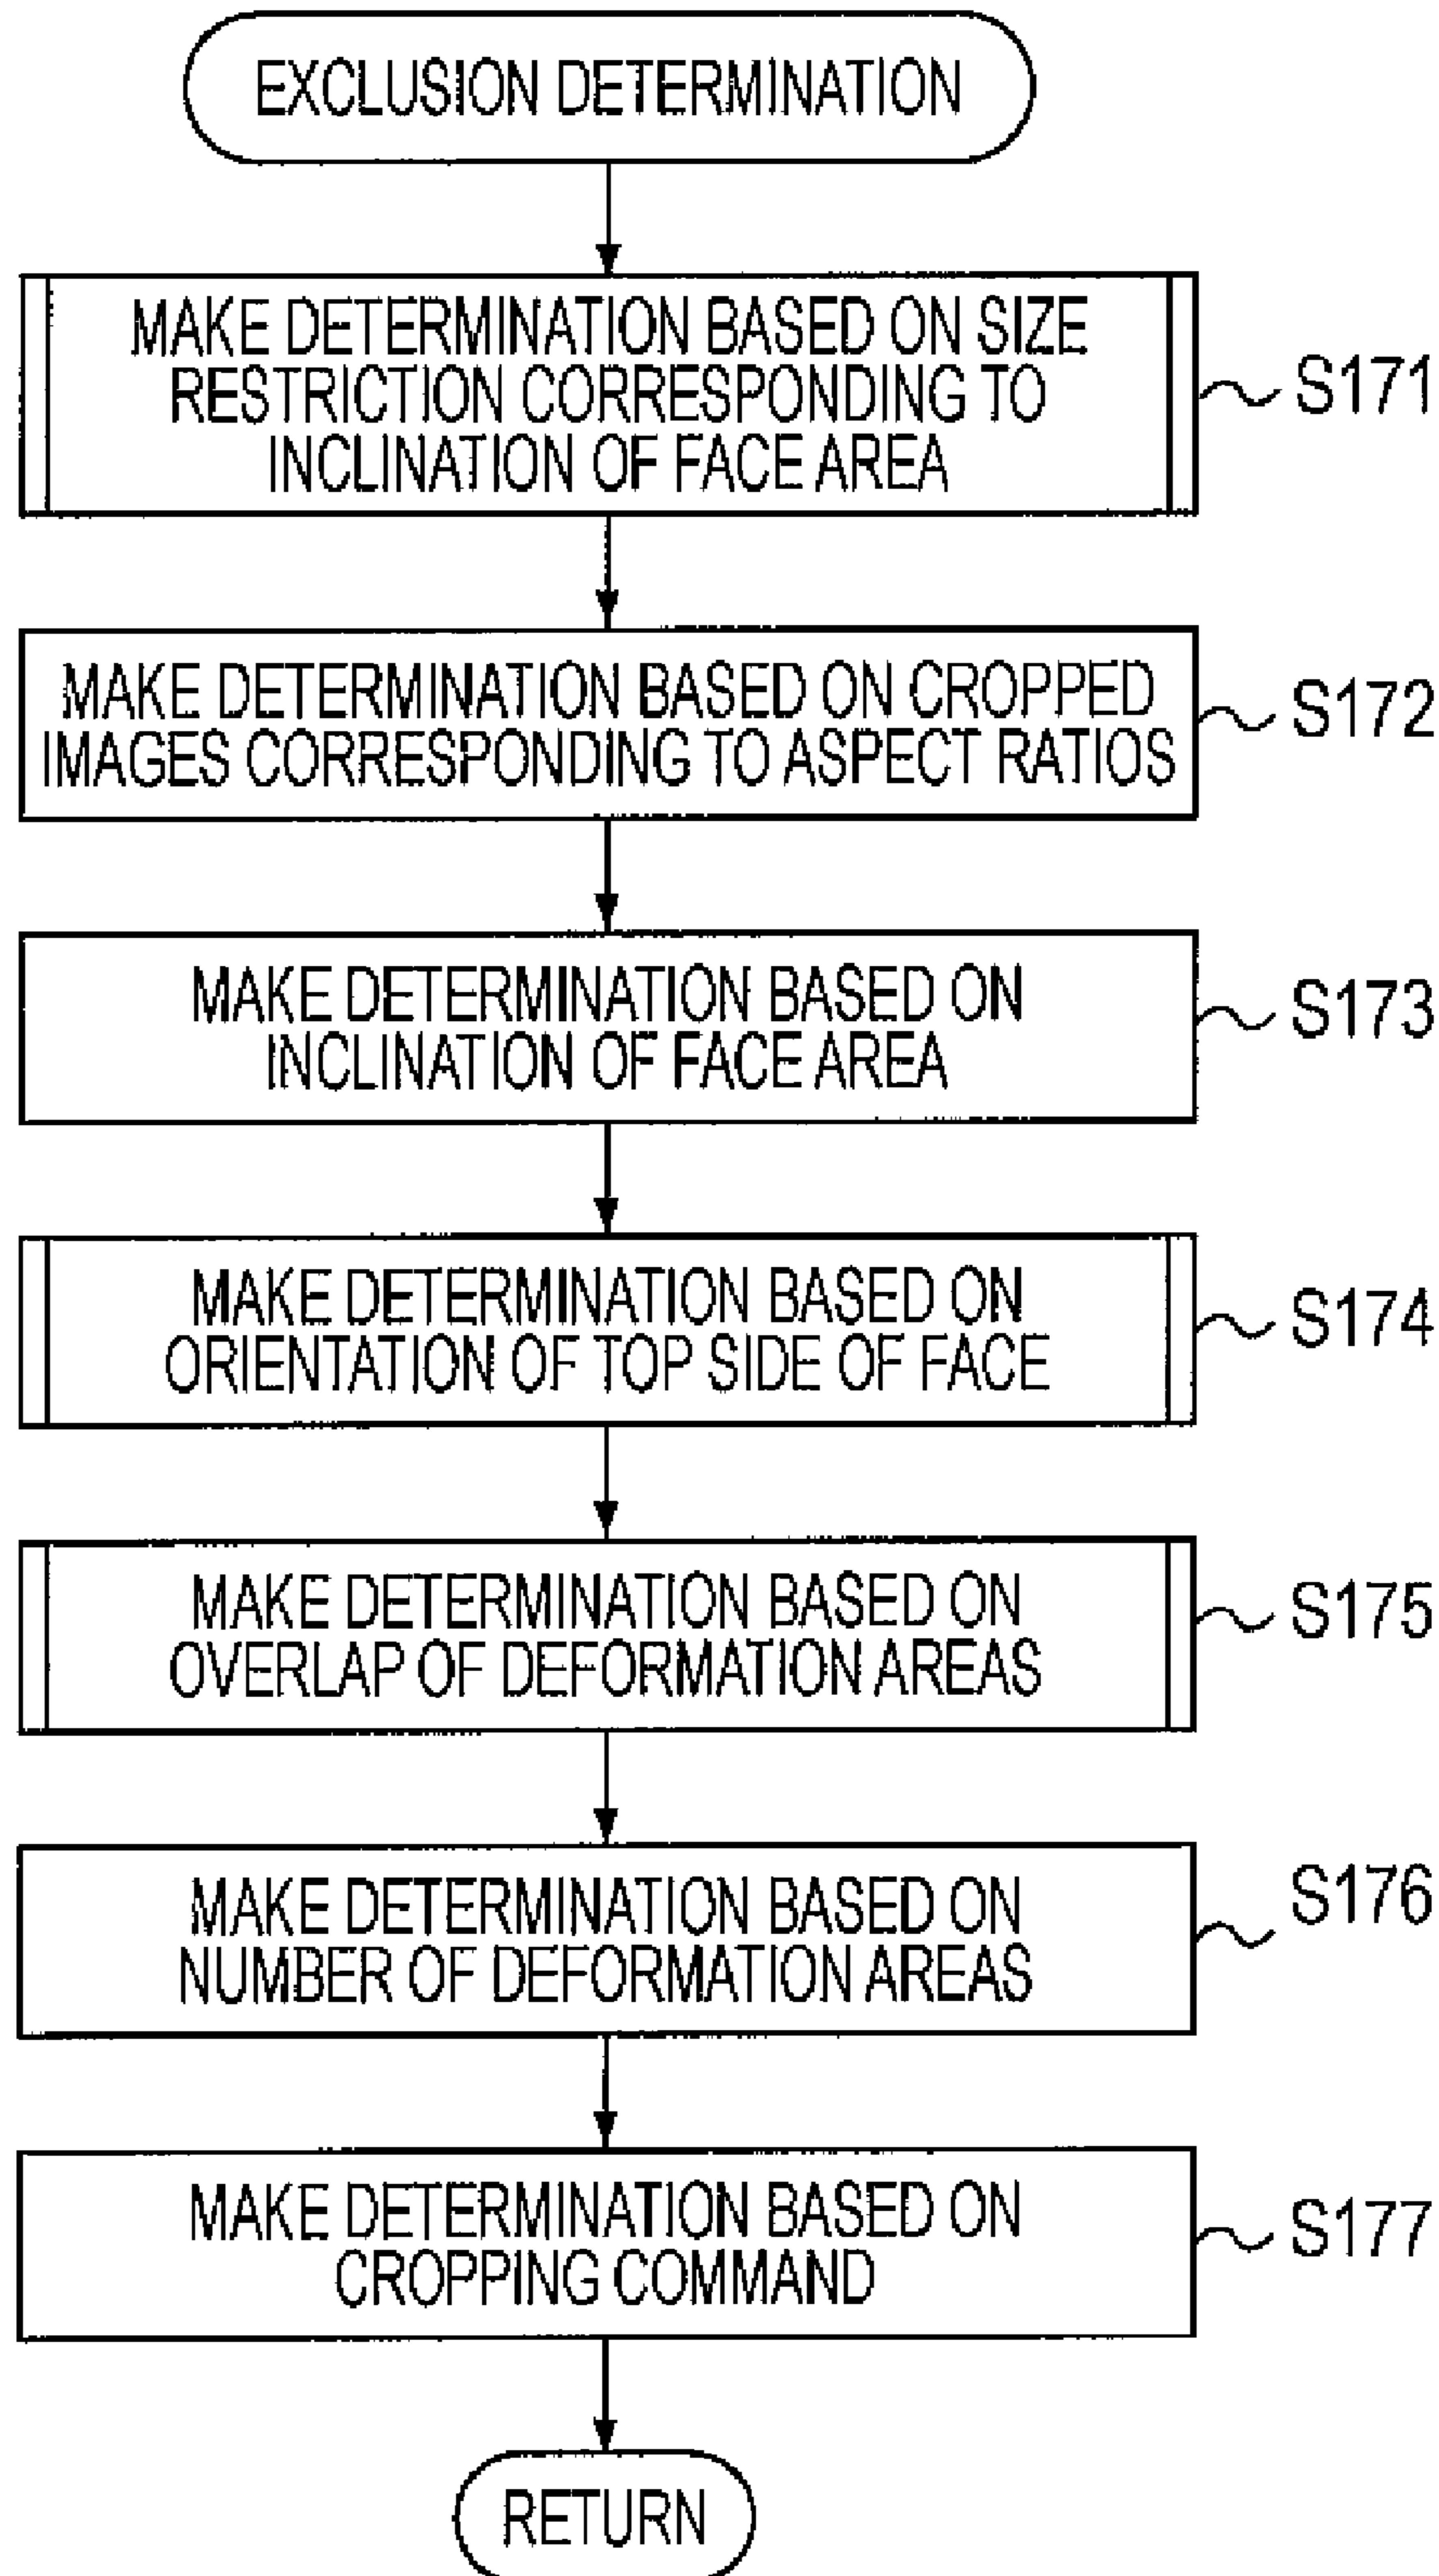 EXCLUSION DETERMINATION
MAKE DETERMINATION BASED ON SIZE
RESTRICTION CORRESPONDING TO
INCLINATION OF FACE AREA
S171
MAKE DETERMINATION BASED ON CROPPED
IMAGES CORRESPONDING TO ASPECT RATIOS
S172
MAKE DETERMINATION BASED ON
INCLINATION OF FACE AREA
S173
MAKE DETERMINATION BASED ON
ORIENTATION OF TOP SIDE OF FACE
S174
MAKE DETERMINATION BASED ON
OVERLAP OF DEFORMATION AREAS
S175
MAKE DETERMINATION BASED ON
NUMBER OF DEFORMATION AREAS
S176
MAKE DETERMINATION BASED ON
CROPPING COMMAND
S177
RETURN